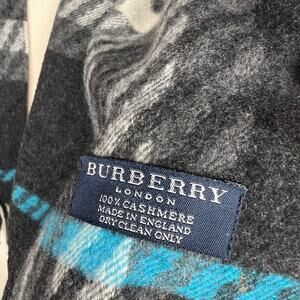 BURBERRY
LONDON
100% CASHMERE
MADE IN ENGLAND
DRY CLEAN ONLY